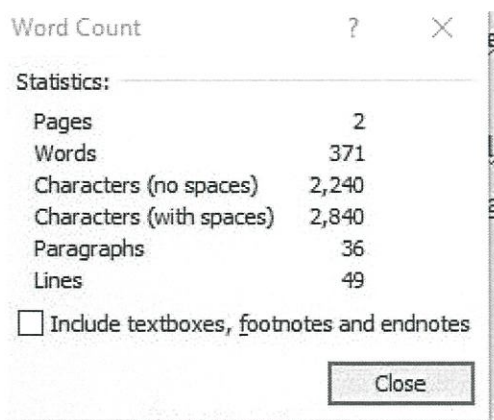 Word Count ? ×
Statistics:
Pages 2
Words 371
Characters (no spaces) 2,240
Characters (with spaces) 2,840
Paragraphs 36
Lines 49
Include textboxes, footnotes and endnotes
Close